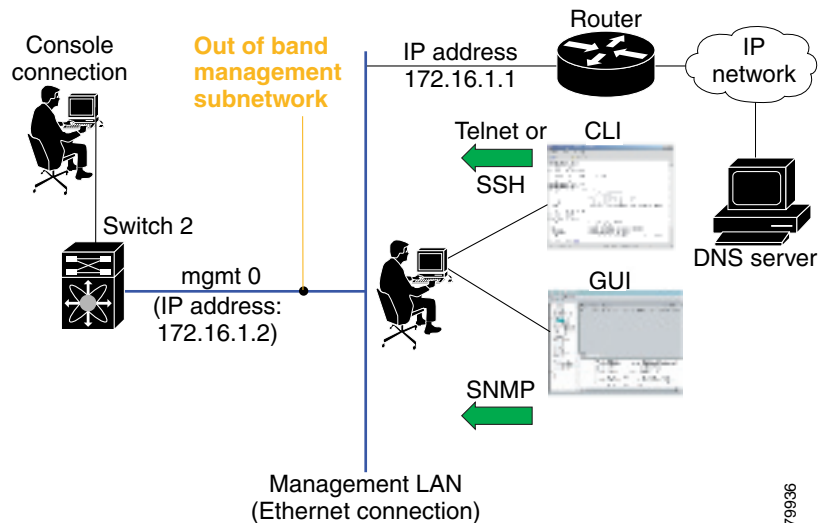 Console
connection
Out of band
management
subnetwork
IP address
172.16.1.1
Router
IP
network
Telnet or
SSH
CLI
Switch 2
DNS server
mgmt 0
(IP address:
172.16.1.2)
GUI
SNMP
Management LAN
(Ethernet connection)
79936